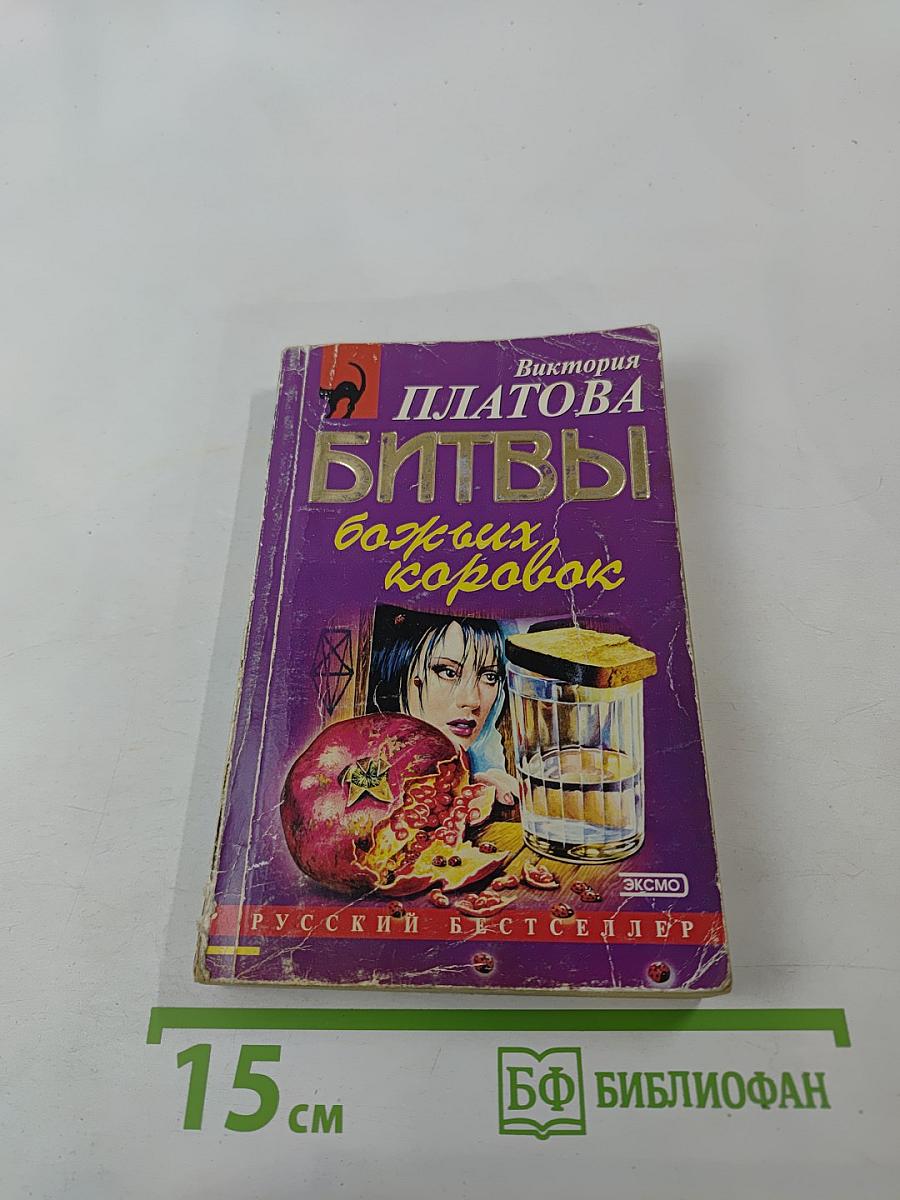 Виктория
ПЛАТОВА
БИТВЫ
божьих
коровок
ЭКСМО
РУССКИЙ БЕСТСЕЛЛЕР
15 см
БФ БИБЛИОФАН